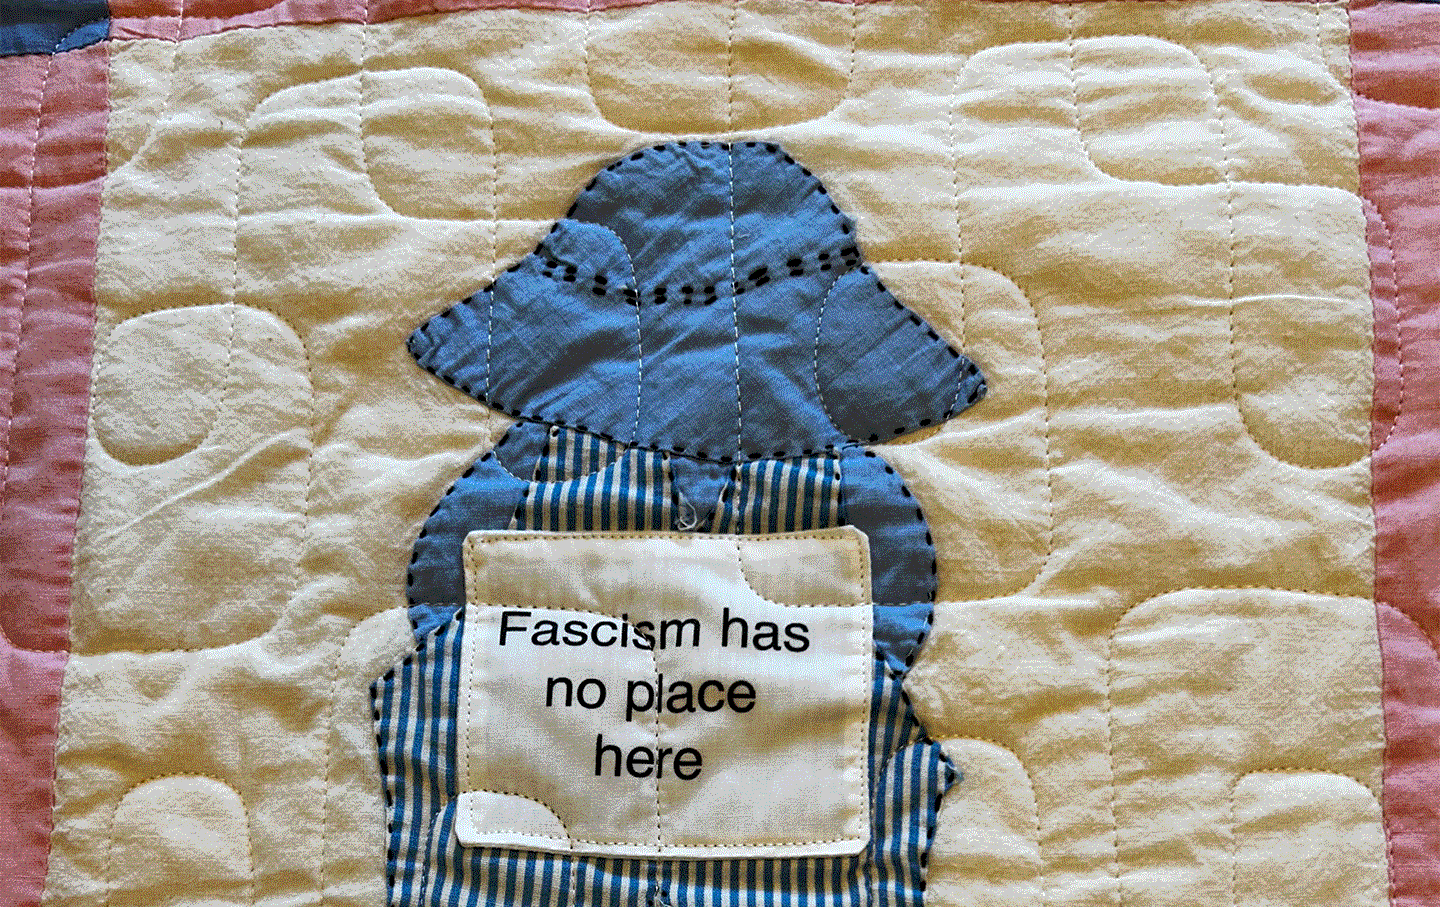 Fascism has
no place
here